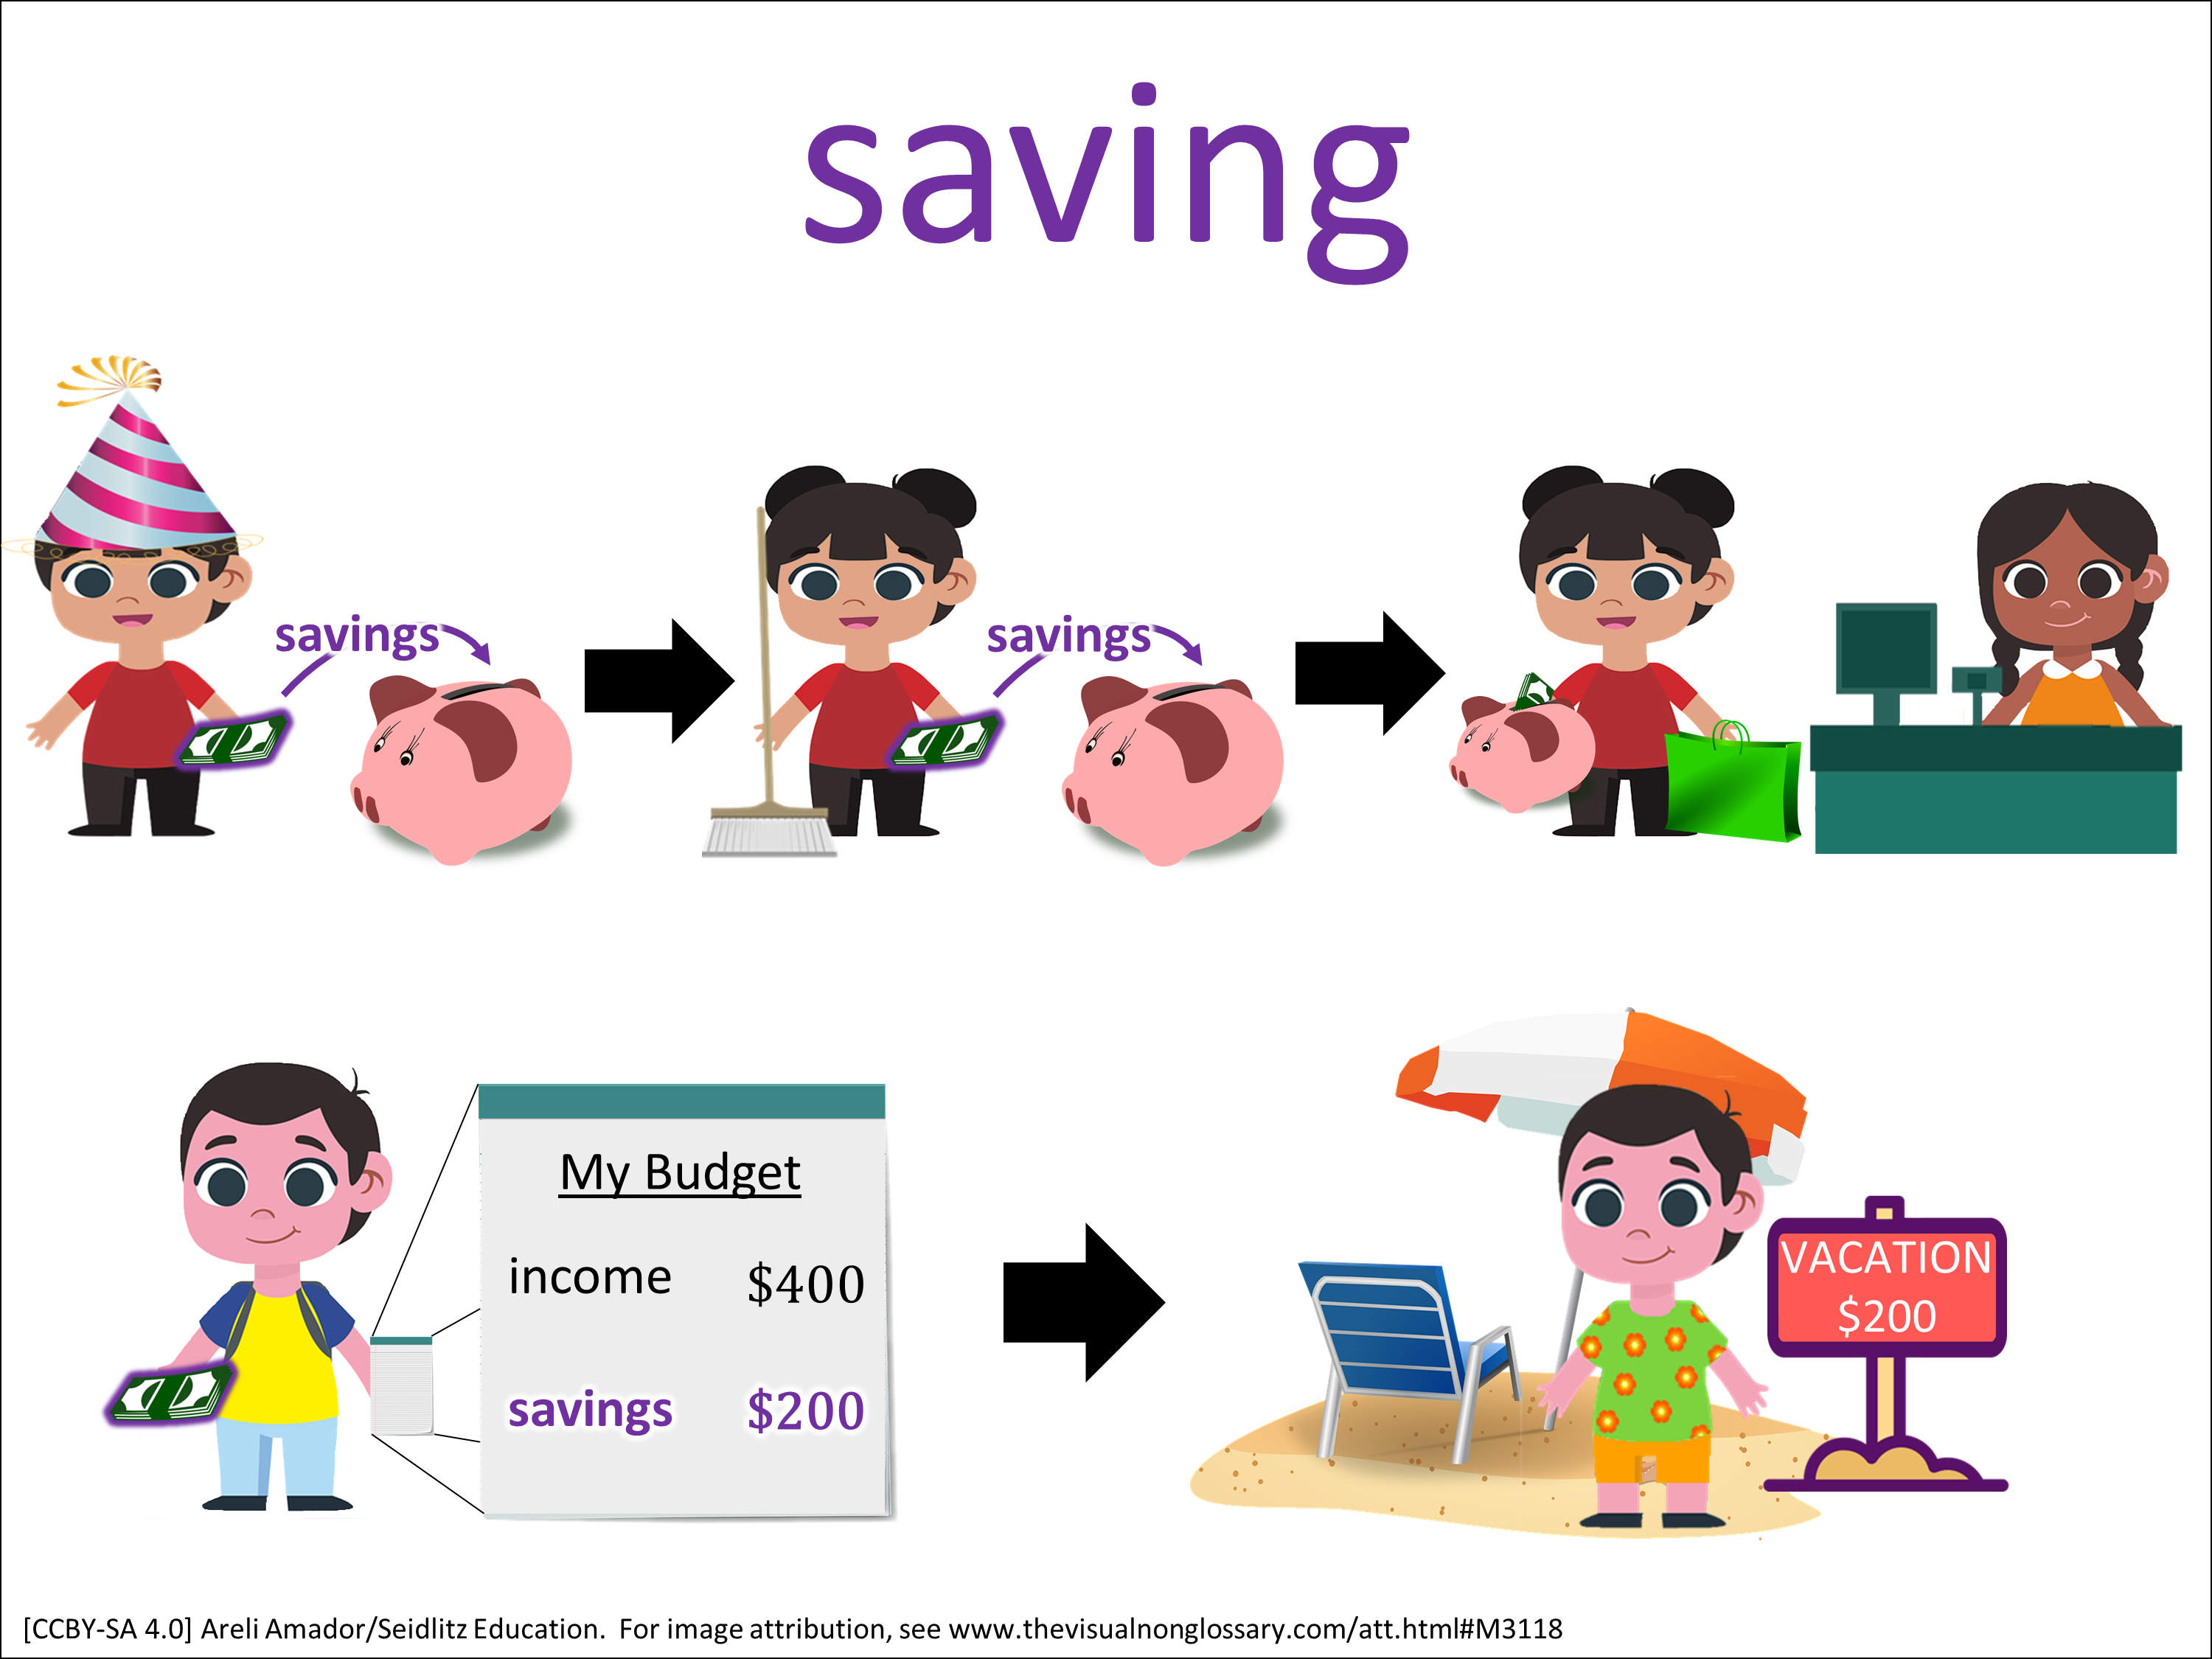 saving
savings
savings
My Budget
income $400
savings $200
VACATION
$200
[CCBY-SA 4.0] Areli Amador/Seidlitz Education.  For image attribution, see www.thevisualnonglossary.com/att.html#M3118